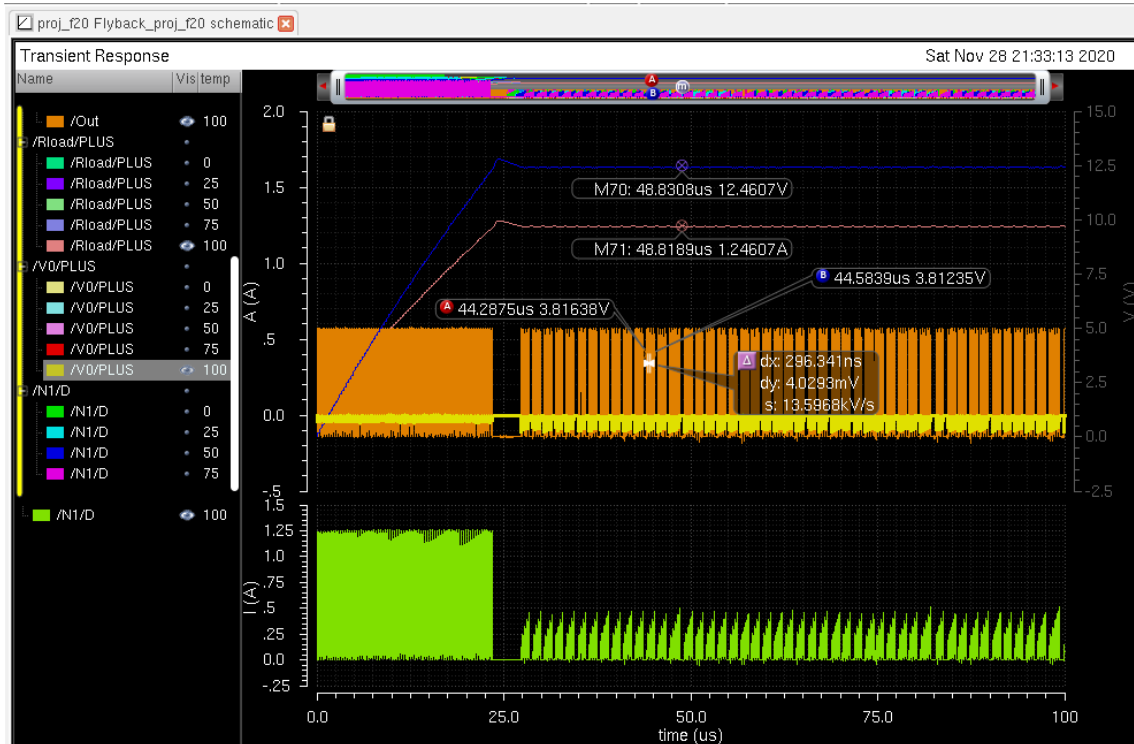 proj_f20 Flyback_proj_f20 schematic
Transient Response
Sat Nov 28 21:33:13 2020
Name Vis temp
/Out 100
/Rload/PLUS
/Rload/PLUS 0
/Rload/PLUS 25
/Rload/PLUS 50
/Rload/PLUS 75
/Rload/PLUS 100
/V0/PLUS
/V0/PLUS 0
/V0/PLUS 25
/V0/PLUS 50
/V0/PLUS 75
/V0/PLUS 100
/N1/D
/N1/D 0
/N1/D 25
/N1/D 50
/N1/D 75
/N1/D 100
A
B
m
2.0
1.5
1.0
.5
0.0
-.5
A (A)
M70: 48.8308us 12.4607V
M71: 48.8189us 1.24607A
A 44.2875us 3.81638V
B 44.5839us 3.81235V
Δ dx: 296.341ns
dy: 4.0293mV
s: 13.5968kV/s
15.0
12.5
10.0
7.5
5.0
2.5
0.0
-2.5
V (V)
1.5
1.25
1.0
.75
.5
.25
0.0
-.25
I (A)
0.0 25.0 50.0 75.0 100
time (us)